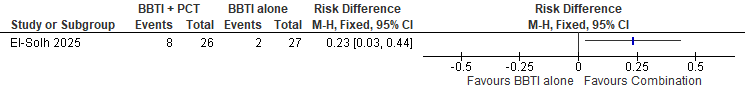 BBTI + PCT BBTI alone Risk Difference Risk Difference
Study or Subgroup Events Total Events Total M-H, Fixed, 95% CI M-H, Fixed, 95% CI
El-Solh 2025 8 26 2 27 0.23 [0.03, 0.44]
-0.5 -0.25 0 0.25 0.5
Favours BBTI alone Favours Combination